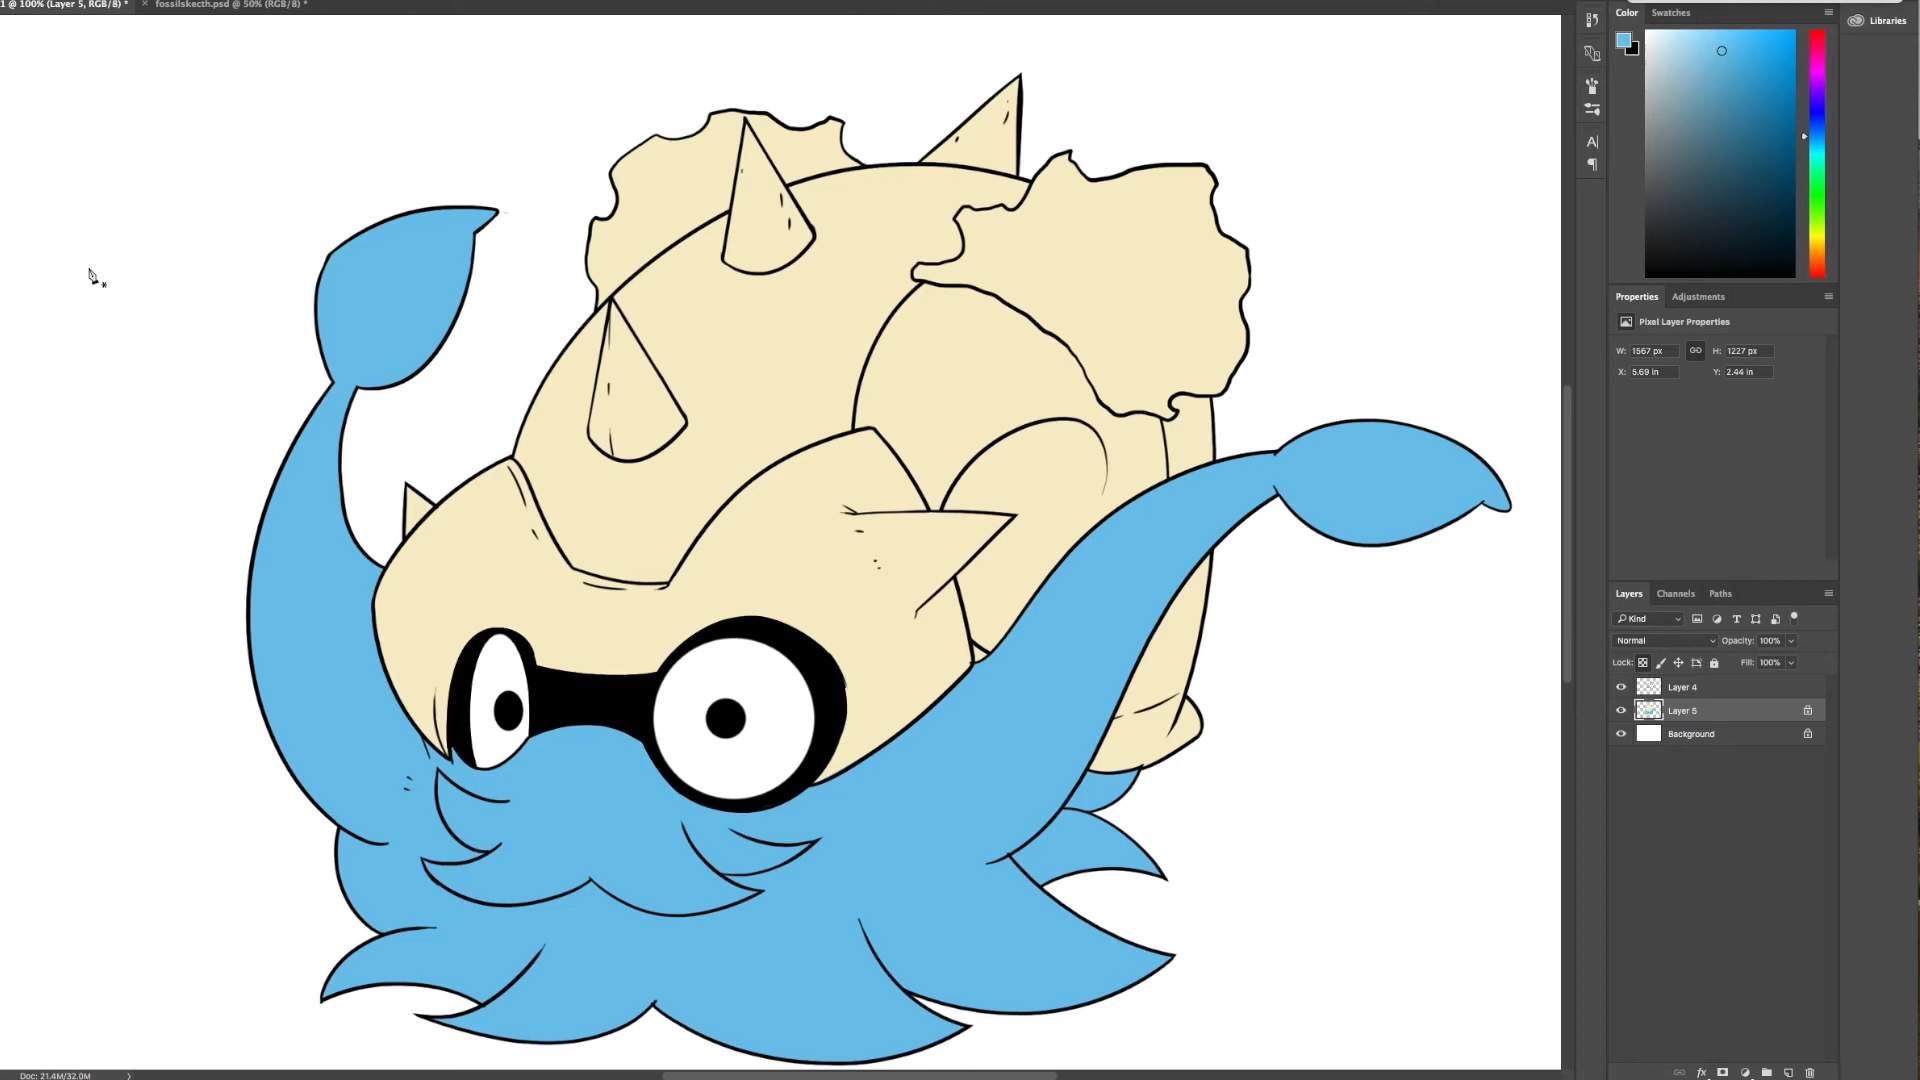 1 @ 100% (Layer 5, RGB/8) * × fossilskecth.psd @ 50% (RGB/8) *
Color Swatches
Libraries
A
¶
Properties Adjustments
Pixel Layer Properties
W: 1567 px H: 1227 px
X: 5.69 in Y: 2.44 in
Layers Channels Paths
Kind T
Normal Opacity: 100%
Lock: Fill: 100%
Layer 4
Layer 5
Background
fx
Doc: 21.4M/32.0M